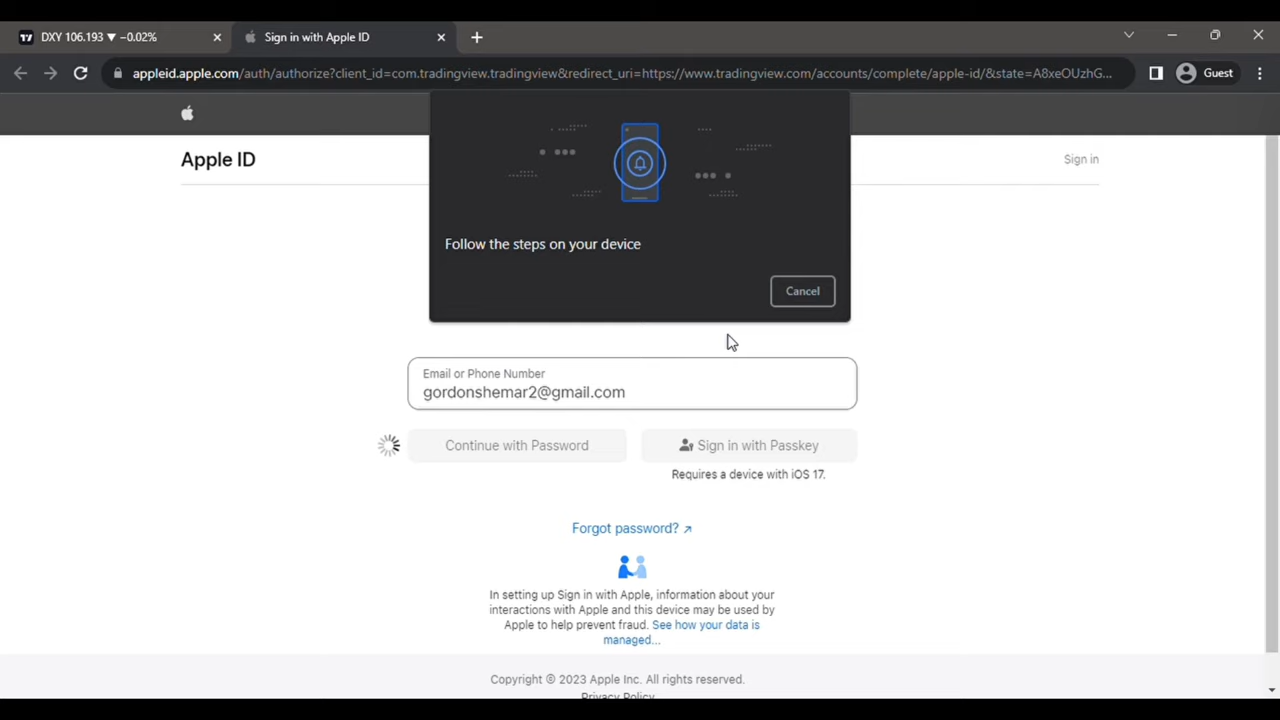 DXY 106.193 ▼ −0.02%
Sign in with Apple ID
appleid.apple.com/auth/authorize?client_id=com.tradingview.tradingview&redirect_uri=https://www.tradingview.com/accounts/complete/apple-id/&state=A8xeOUzhG...
Guest
Apple ID
Sign in
Follow the steps on your device
Cancel
Email or Phone Number
gordonshemar2@gmail.com
Continue with Password
Sign in with Passkey
Requires a device with iOS 17.
Forgot password? ↗
In setting up Sign in with Apple, information about your
interactions with Apple and this device may be used by
Apple to help prevent fraud. See how your data is
managed...
Copyright © 2023 Apple Inc. All rights reserved.
Privacy Policy